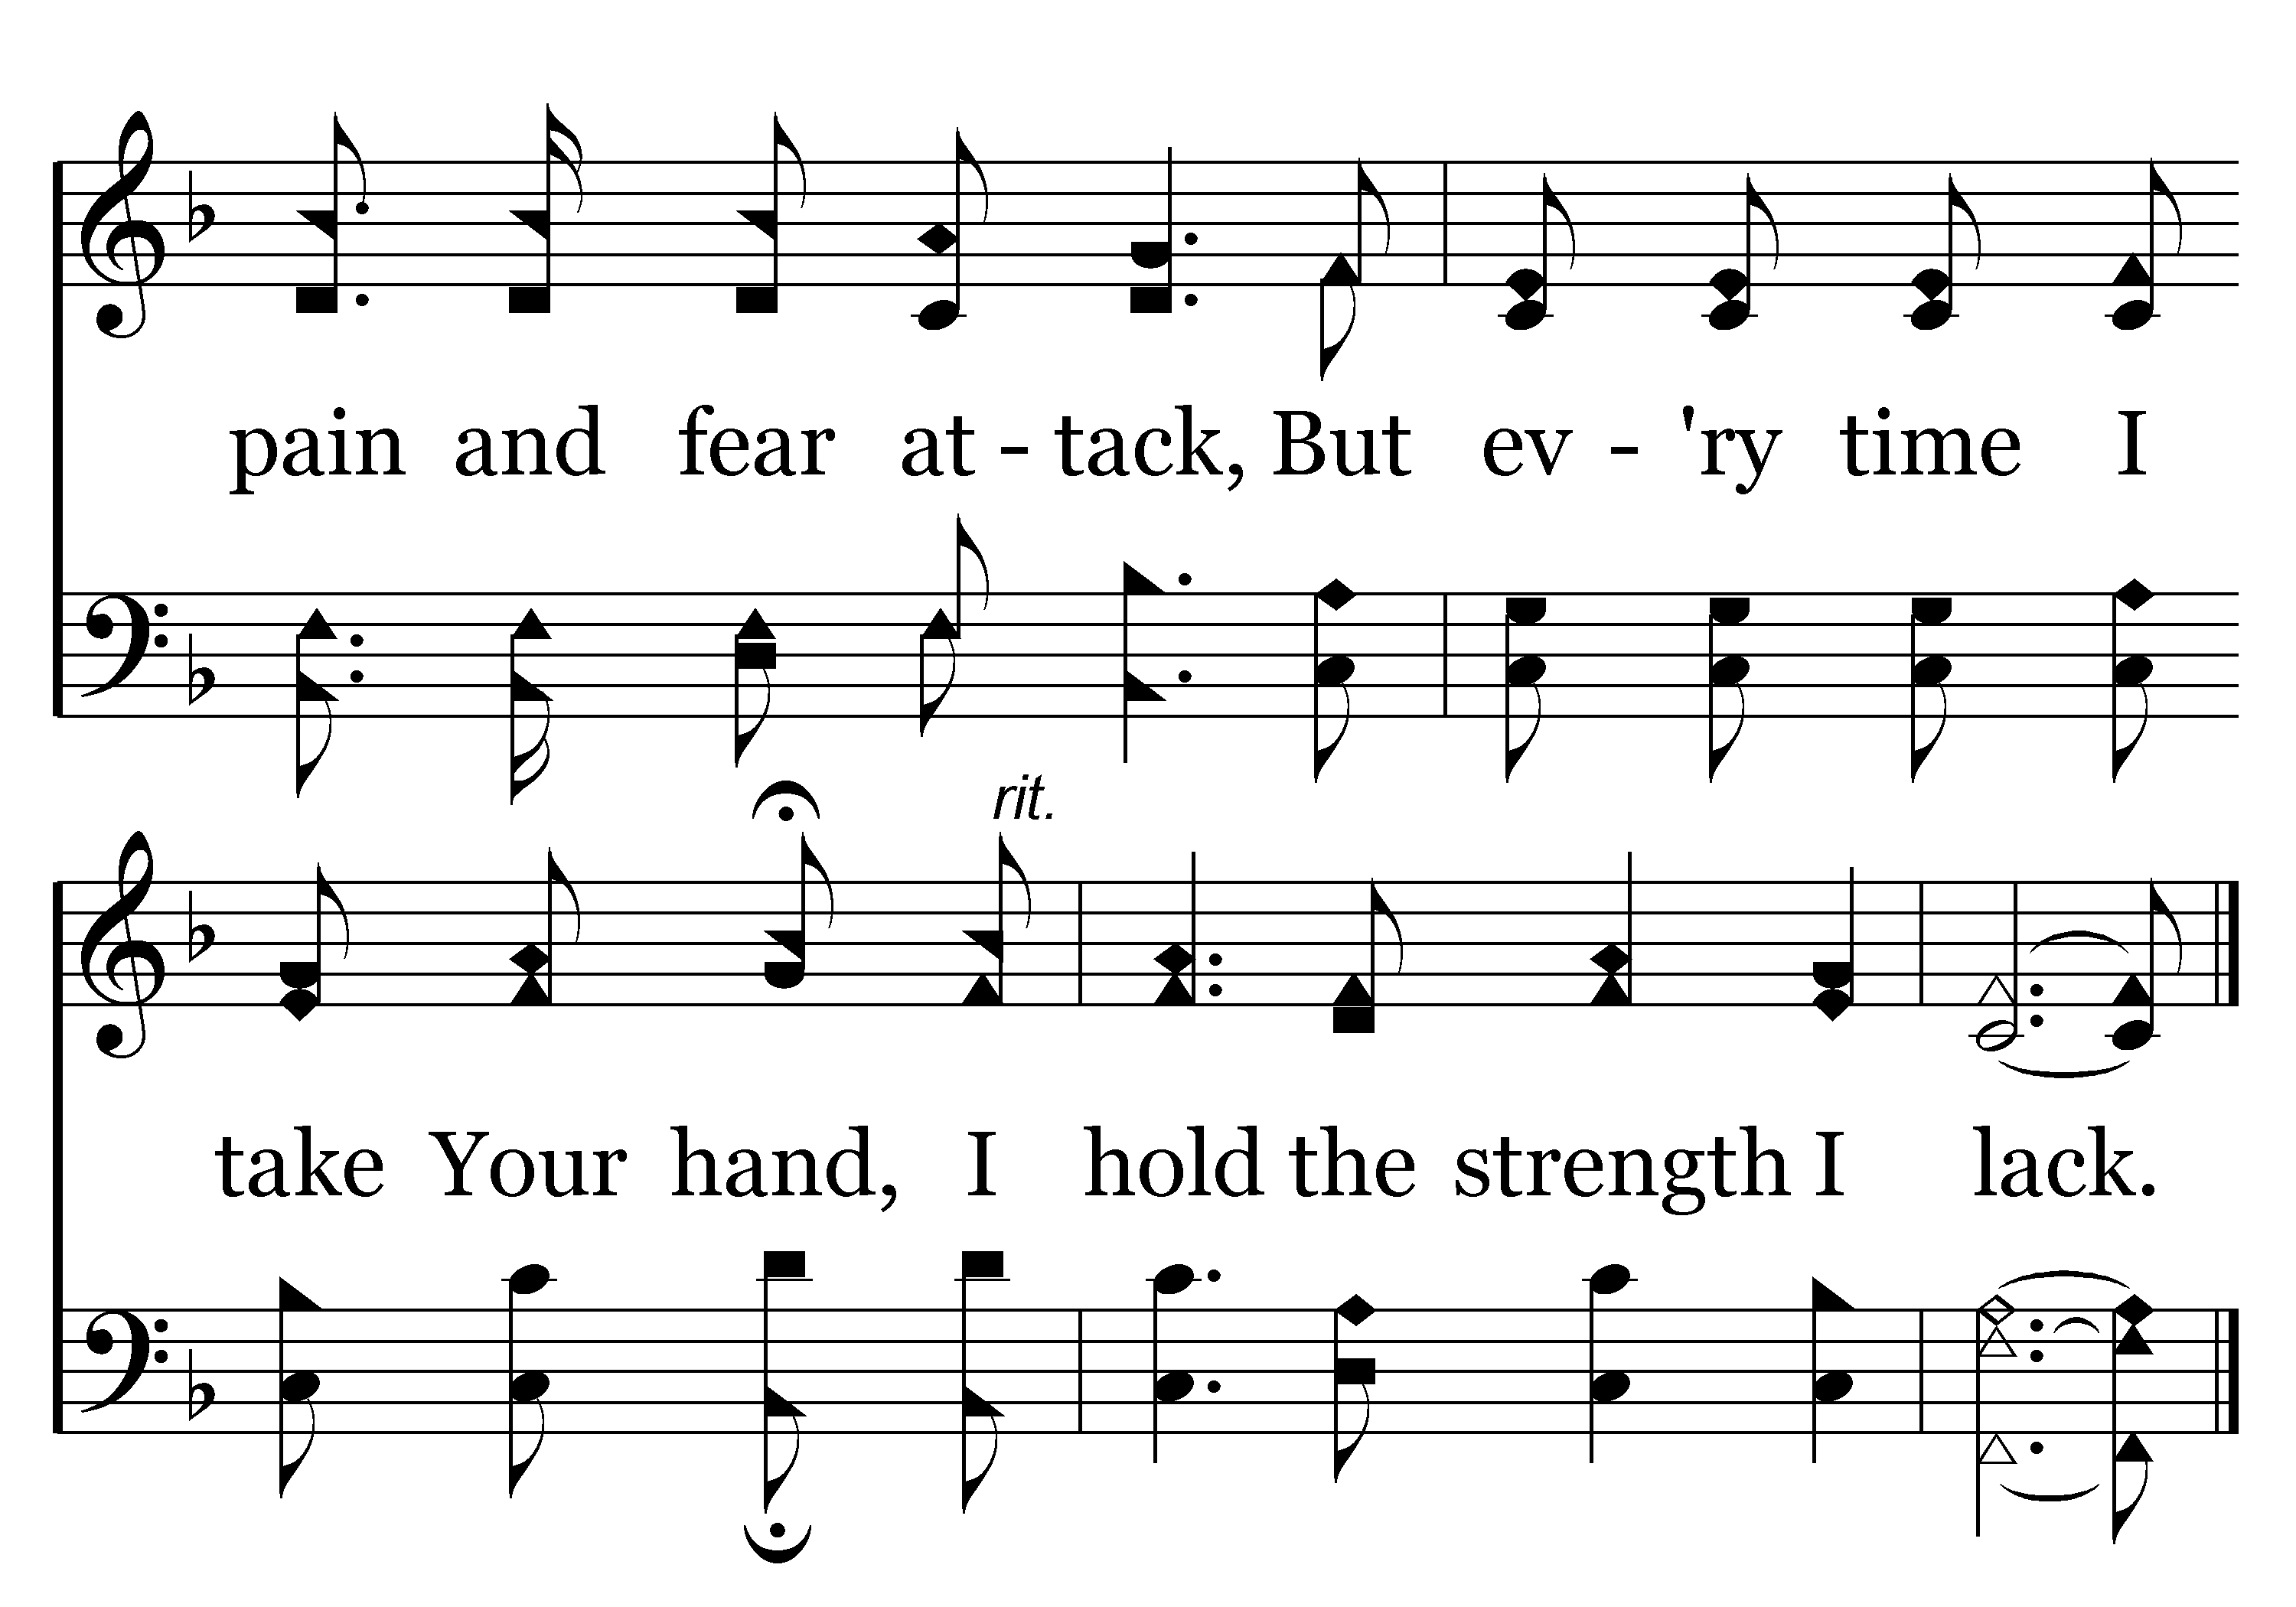 pain and fear at - tack, But ev - 'ry time I
rit.
take Your hand, I hold the strength I lack.